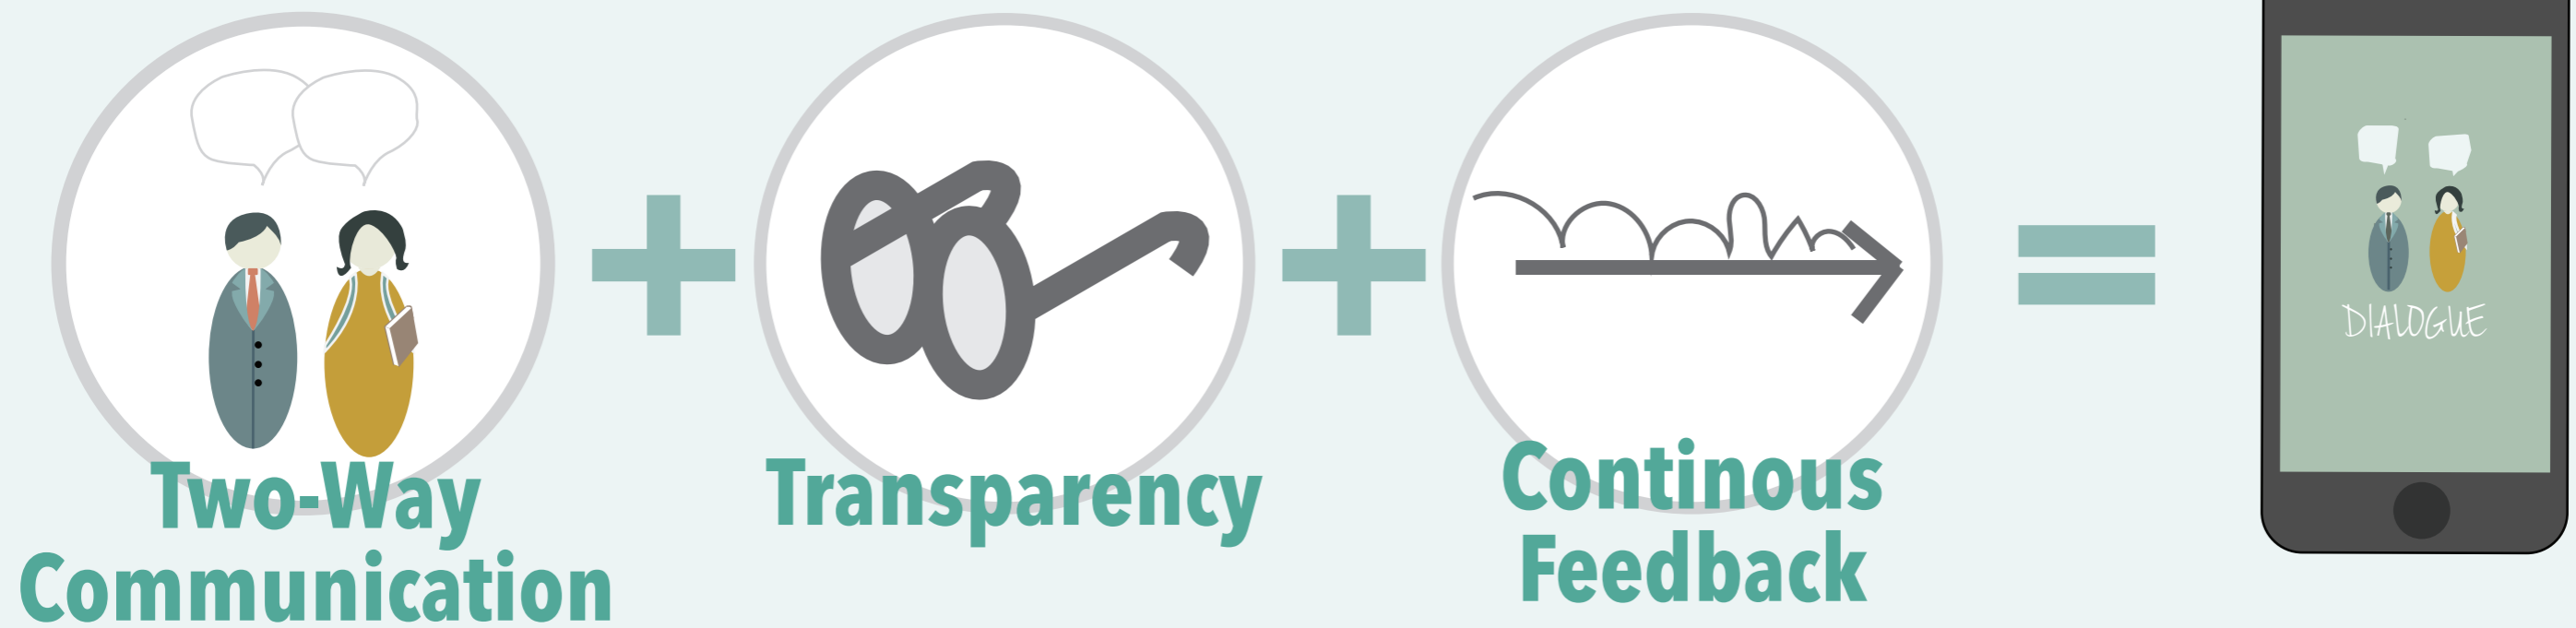 Two-Way
Communication
Transparency
Continous
Feedback
DIALOGUE